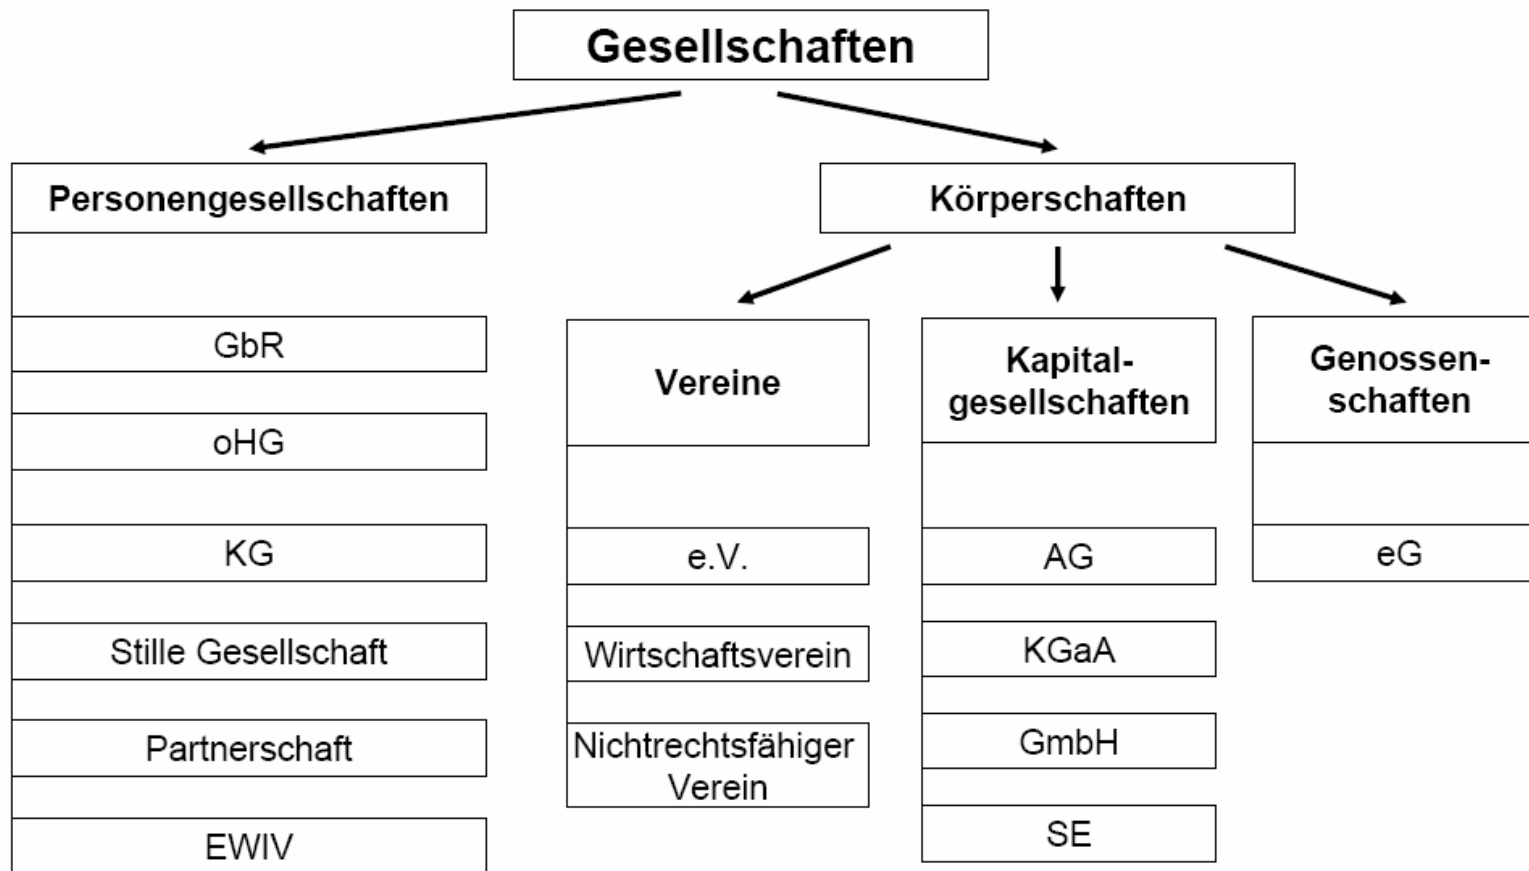 Gesellschaften
Personengesellschaften
GbR
oHG
KG
Stille Gesellschaft
Partnerschaft
EWIV
Körperschaften
Vereine
e.V.
Wirtschaftsverein
Nichtrechtsfähiger
Verein
Kapital-
gesellschaften
AG
KGaA
GmbH
SE
Genossen-
schaften
eG